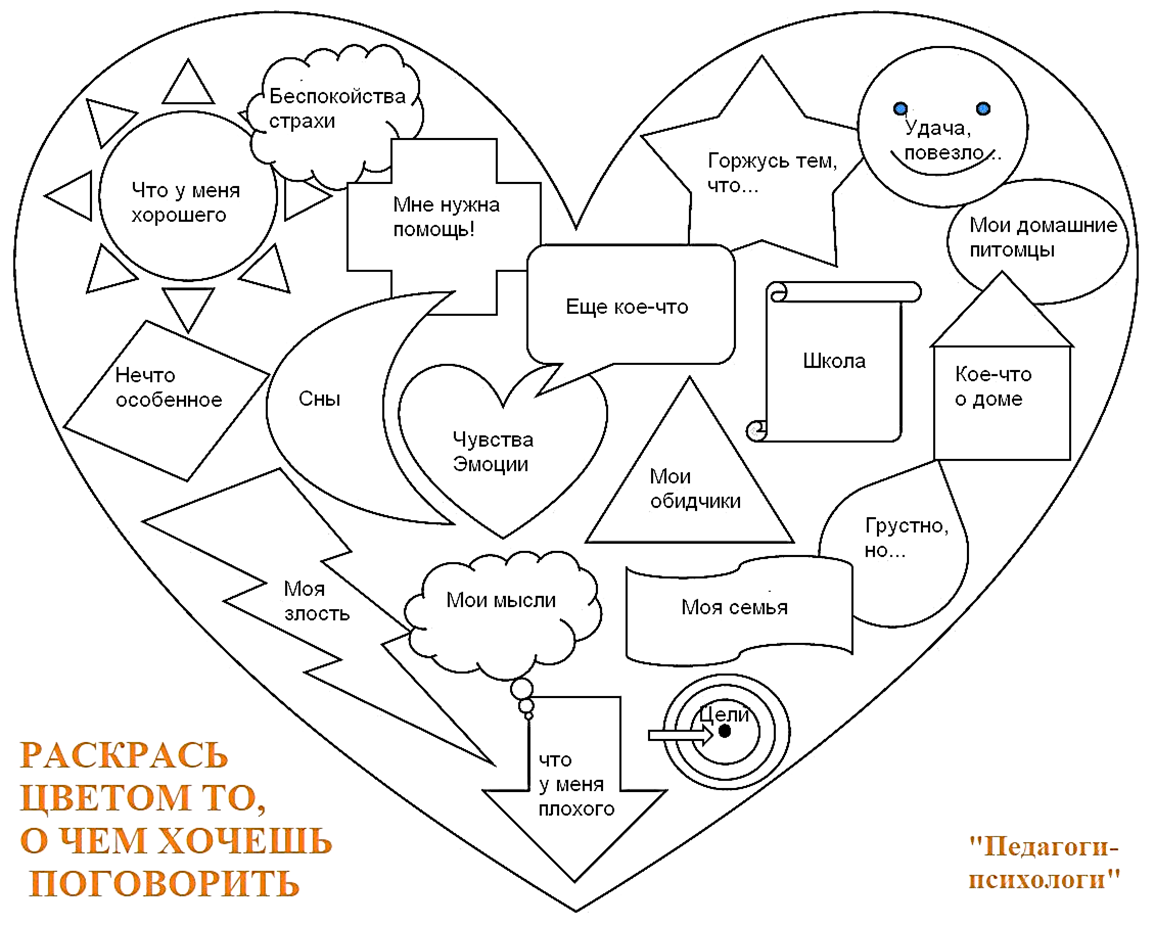 Беспокойства
страхи
Что у меня
хорошего
Мне нужна
помощь!
Горжусь тем,
что...
Удача,
повезло...
Мои домашние
питомцы
Еще кое-что
Школа
Кое-что
о доме
Нечто
особенное
Сны
Чувства
Эмоции
Мои
обидчики
Грустно,
но...
Моя
злость
Мои мысли
Моя семья
Цели
что
у меня
плохого
РАСКРАСЬ
ЦВЕТОМ ТО,
О ЧЕМ ХОЧЕШЬ
ПОГОВОРИТЬ
"Педагоги-
психологи"